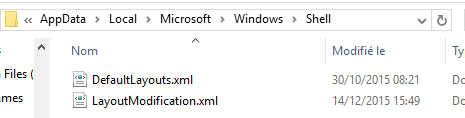 AppData › Local › Microsoft › Windows › Shell
Nom Modifié le Ty
n Files ( DefaultLayouts.xml 30/10/2015 08:21 Do
ames LayoutModification.xml 14/12/2015 15:49 Do